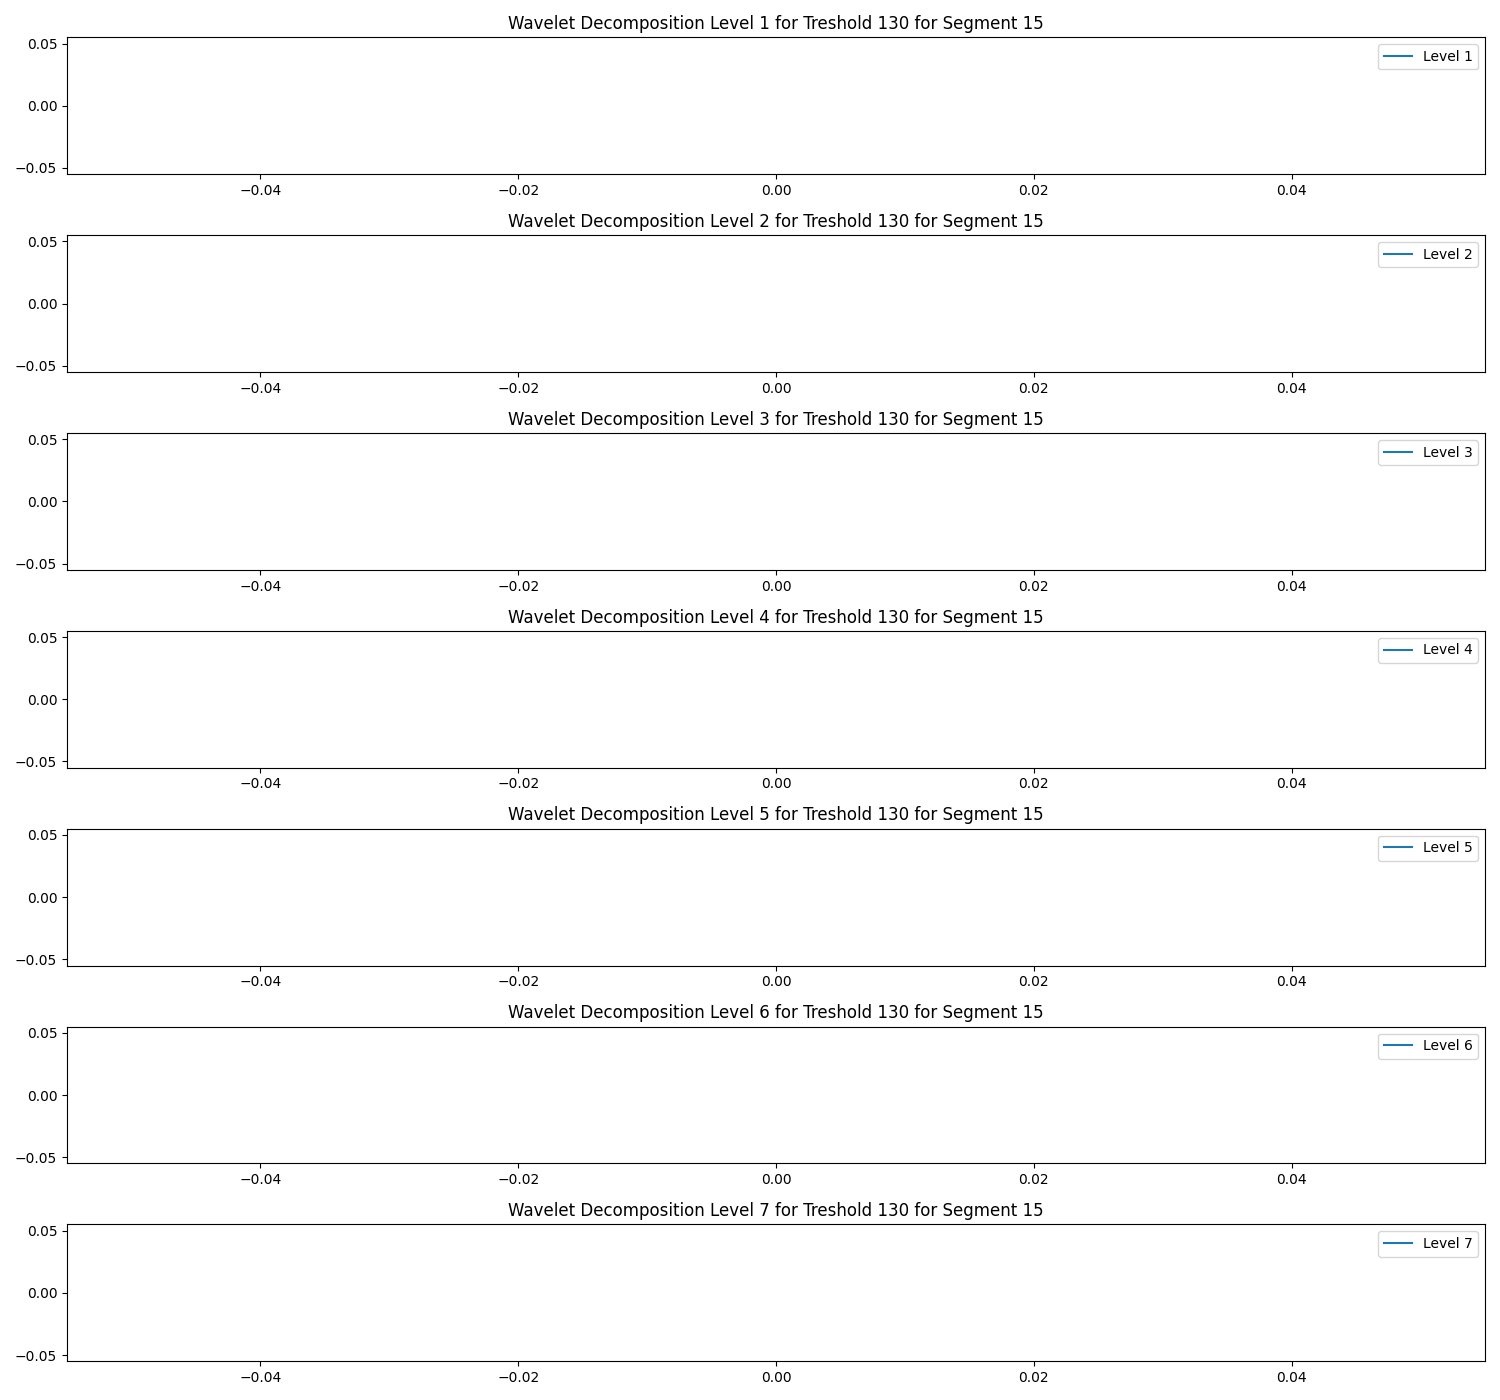 Wavelet Decomposition Level 1 for Treshold 130 for Segment 15
0.05
Level 1
0.00
−0.05
−0.04 −0.02 0.00 0.02 0.04
Wavelet Decomposition Level 2 for Treshold 130 for Segment 15
0.05
Level 2
0.00
−0.05
−0.04 −0.02 0.00 0.02 0.04
Wavelet Decomposition Level 3 for Treshold 130 for Segment 15
0.05
Level 3
0.00
−0.05
−0.04 −0.02 0.00 0.02 0.04
Wavelet Decomposition Level 4 for Treshold 130 for Segment 15
0.05
Level 4
0.00
−0.05
−0.04 −0.02 0.00 0.02 0.04
Wavelet Decomposition Level 5 for Treshold 130 for Segment 15
0.05
Level 5
0.00
−0.05
−0.04 −0.02 0.00 0.02 0.04
Wavelet Decomposition Level 6 for Treshold 130 for Segment 15
0.05
Level 6
0.00
−0.05
−0.04 −0.02 0.00 0.02 0.04
Wavelet Decomposition Level 7 for Treshold 130 for Segment 15
0.05
Level 7
0.00
−0.05
−0.04 −0.02 0.00 0.02 0.04